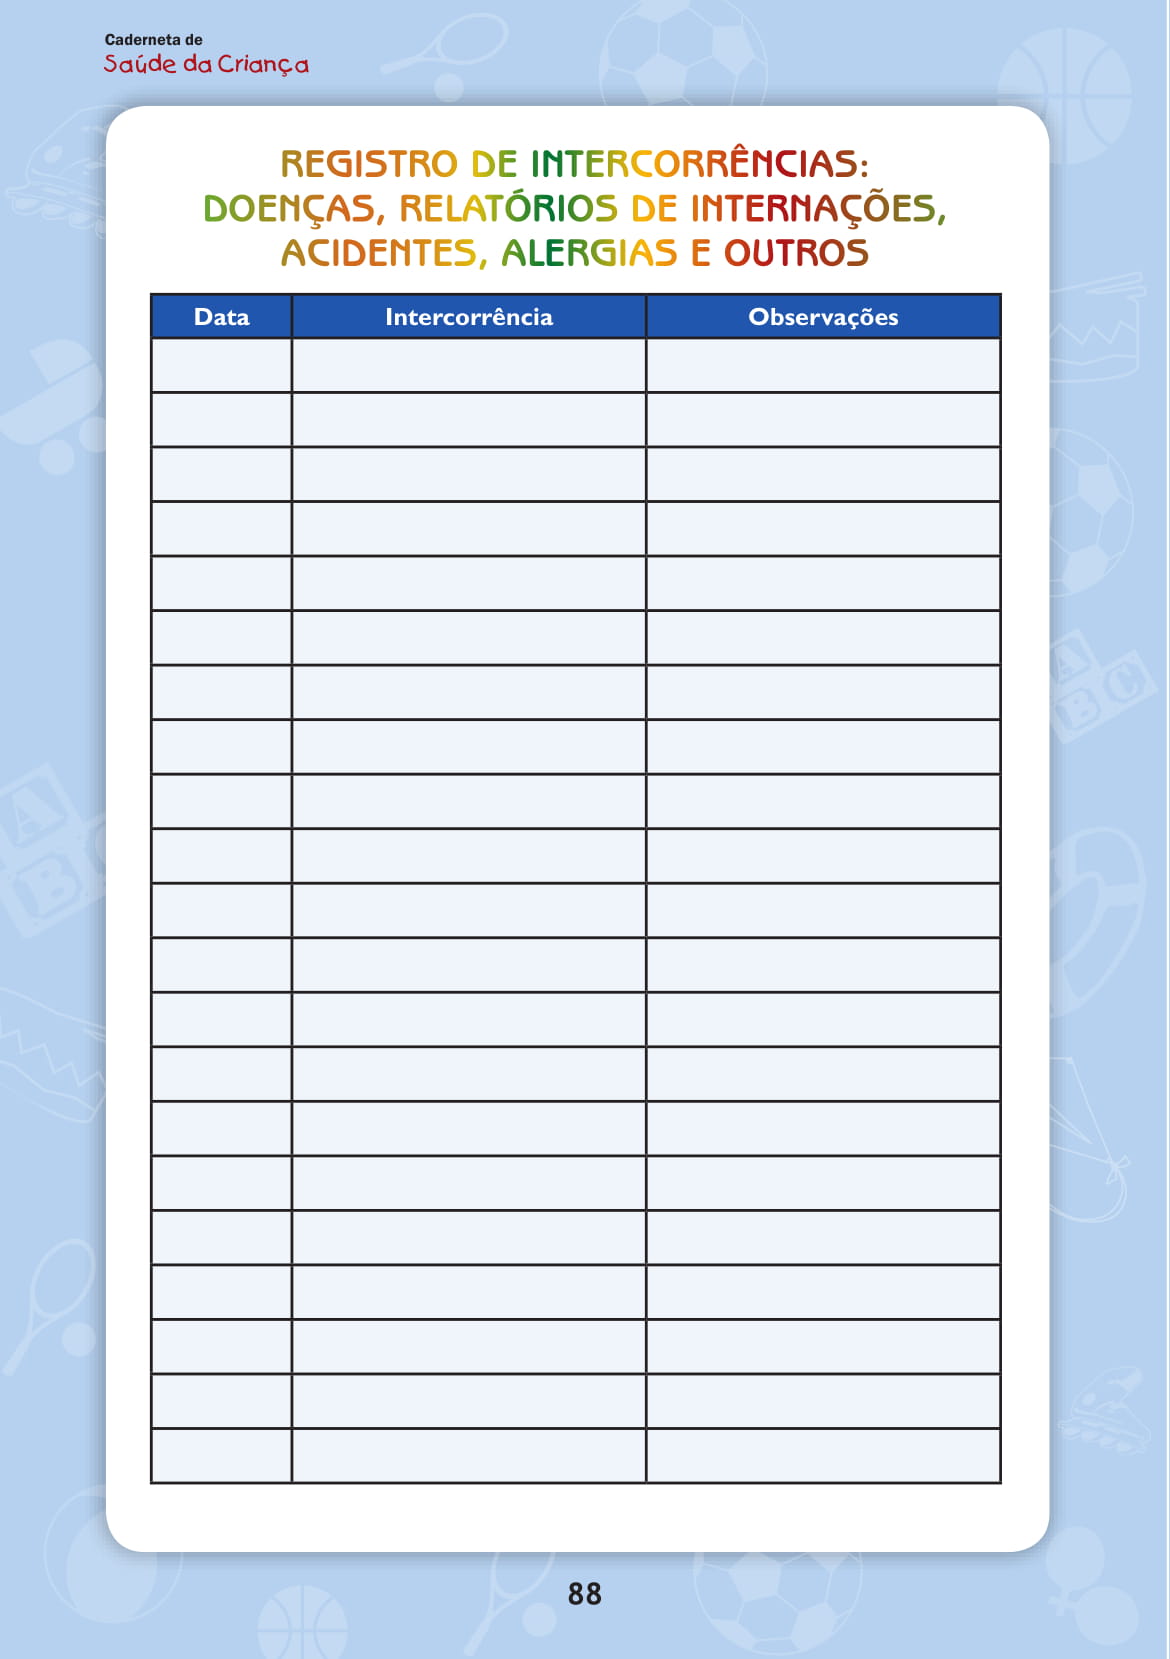 Caderneta de
Saúde da Criança
REGISTRO DE INTERCORRÊNCIAS:
DOENÇAS, RELATÓRIOS DE INTERNAÇÕES,
ACIDENTES, ALERGIAS E OUTROS
Data Intercorrência Observações
A
B C
A
B C
88